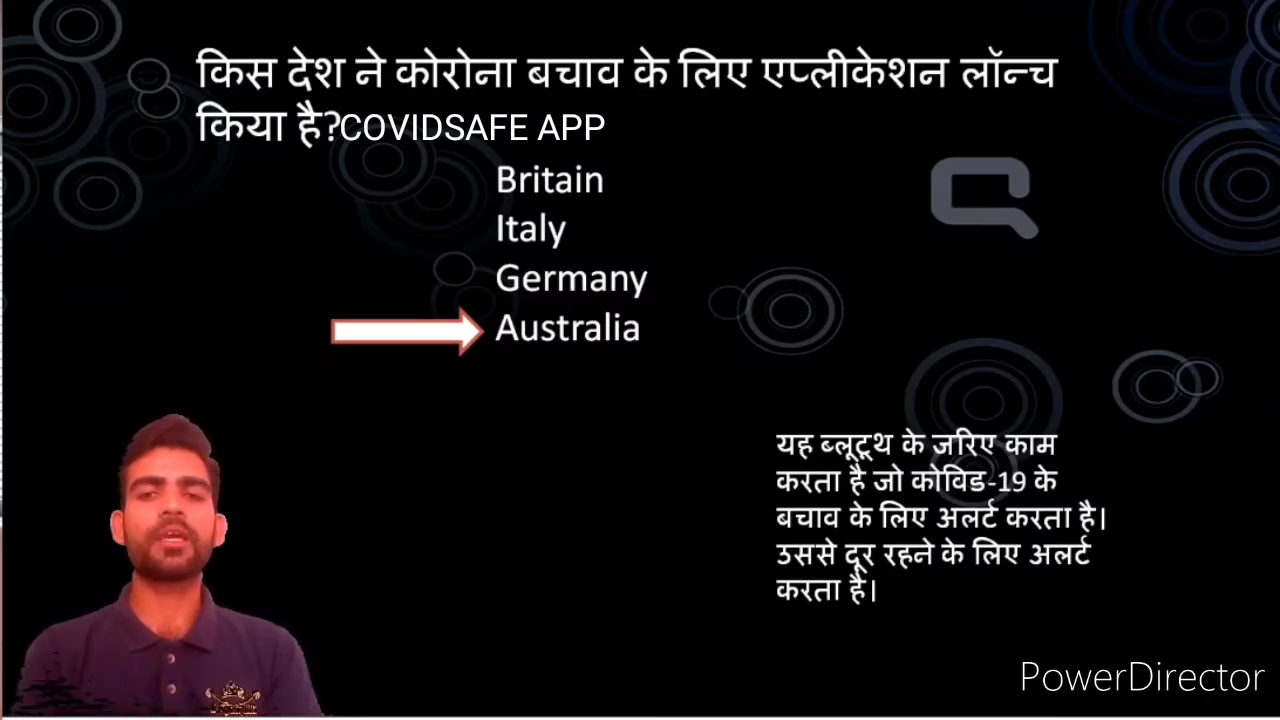 किस देश ने कोरोना बचाव के लिए एप्लीकेशन लॉन्च
किया है?COVIDSAFE APP
Britain
Italy
Germany
Australia
यह ब्लूटूथ के जरिए काम
करता है जो कोविड-19 के
बचाव के लिए अलर्ट करता है।
उससे दूर रहने के लिए अलर्ट
करता है।
PowerDirector